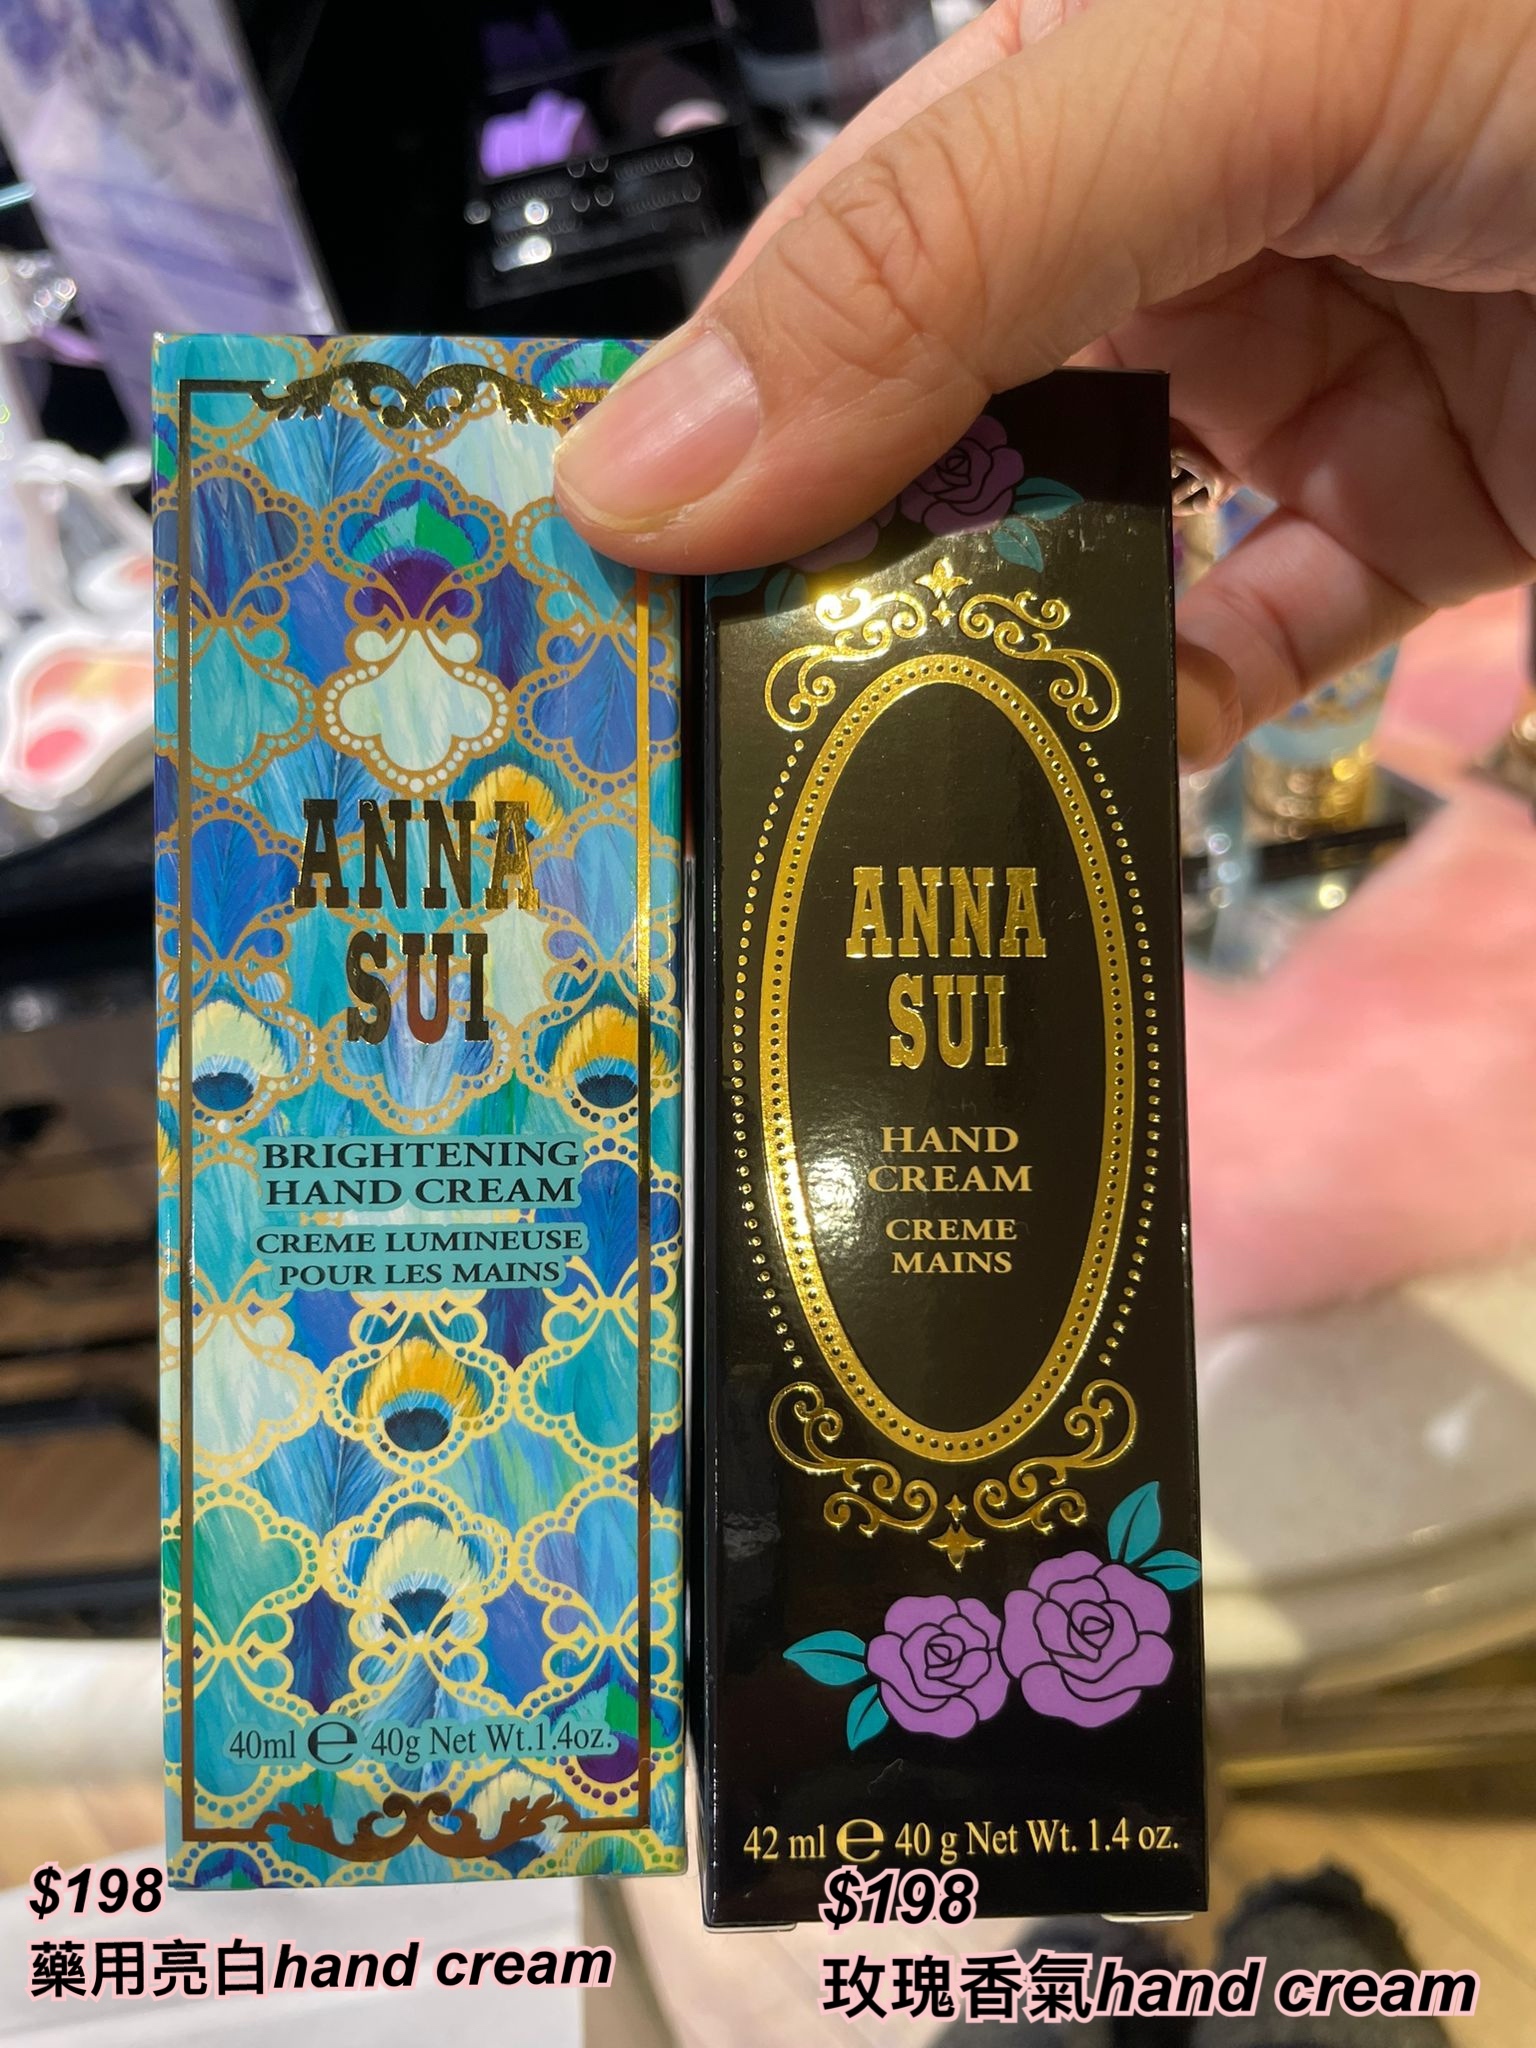 ANNA
SUI
BRIGHTENING
HAND CREAM
CREME LUMINEUSE
POUR LES MAINS
40ml e 40g Net Wt.1.4oz.
ANNA
SUI
HAND
CREAM
CREME
MAINS
42 ml e 40 g Net Wt. 1.4 oz.
$198
藥用亮白hand cream
$198
玫瑰香氣hand cream